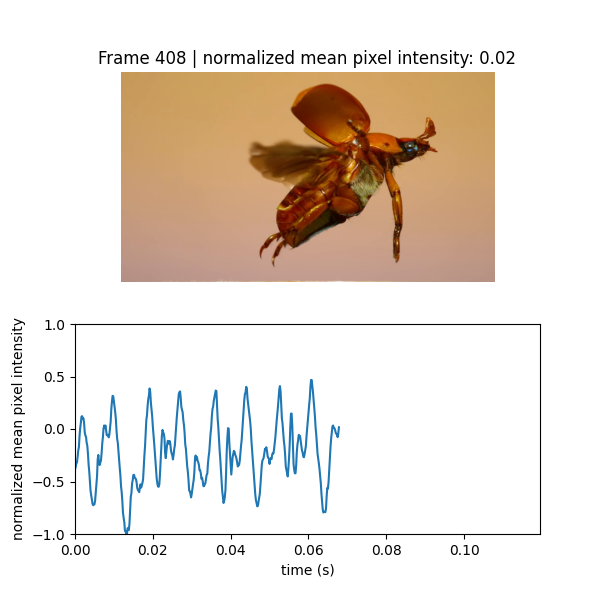 Frame 408 | normalized mean pixel intensity: 0.02
normalized mean pixel intensity
1.0
0.5
0.0
−0.5
−1.0
0.00 0.02 0.04 0.06 0.08 0.10
time (s)